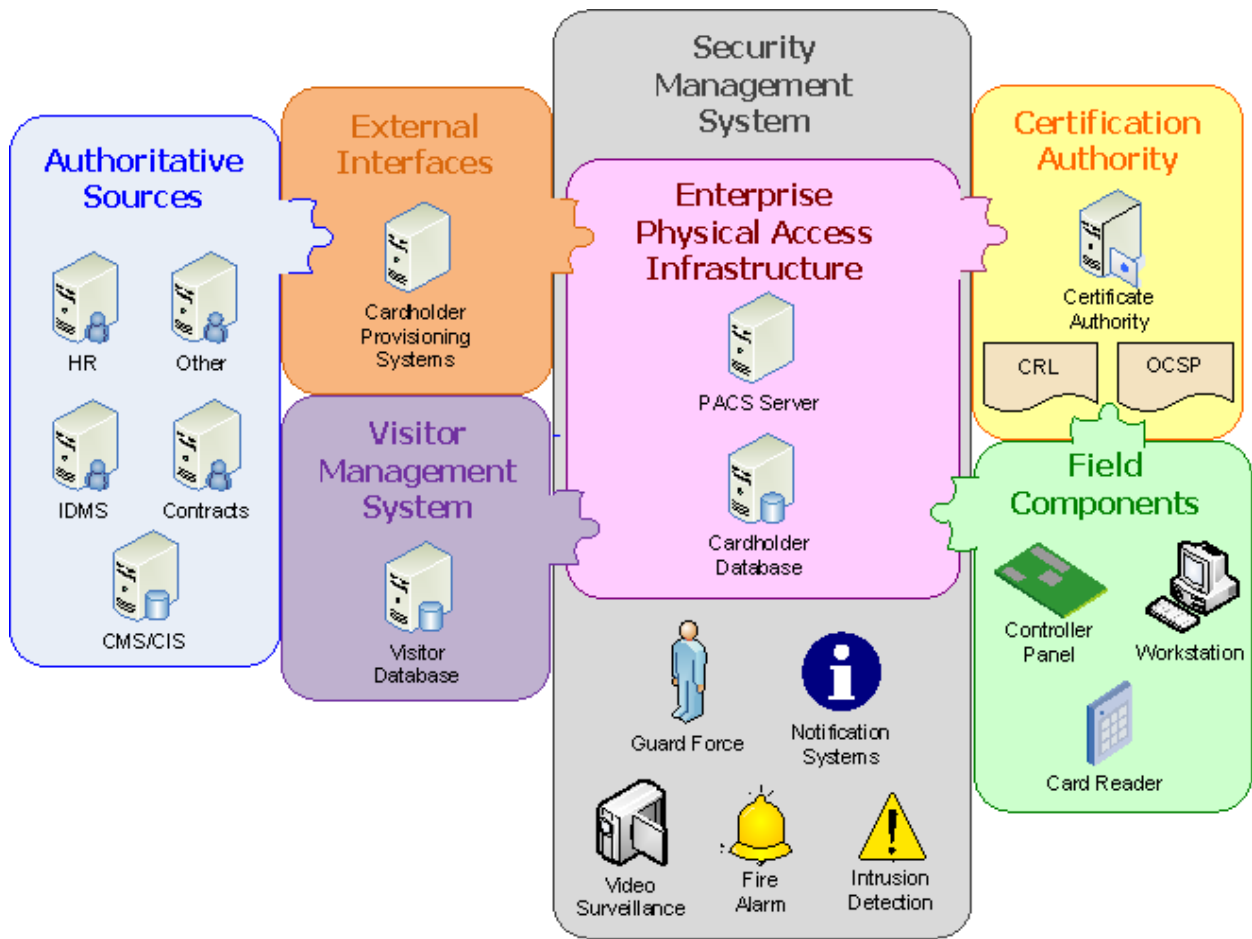 Security
Management
System
Authoritative
Sources
HR
Other
IDMS
Contracts
CMS/CIS
External
Interfaces
Cardholder
Provisioning
Systems
Visitor
Management
System
Visitor
Database
Enterprise
Physical Access
Infrastructure
PACS Server
Cardholder
Database
Guard Force
Notification
Systems
Video
Surveillance
Fire
Alarm
Intrusion
Detection
Certification
Authority
Certificate
Authority
CRL
OCSP
Field
Components
Controller
Panel
Workstation
Card Reader